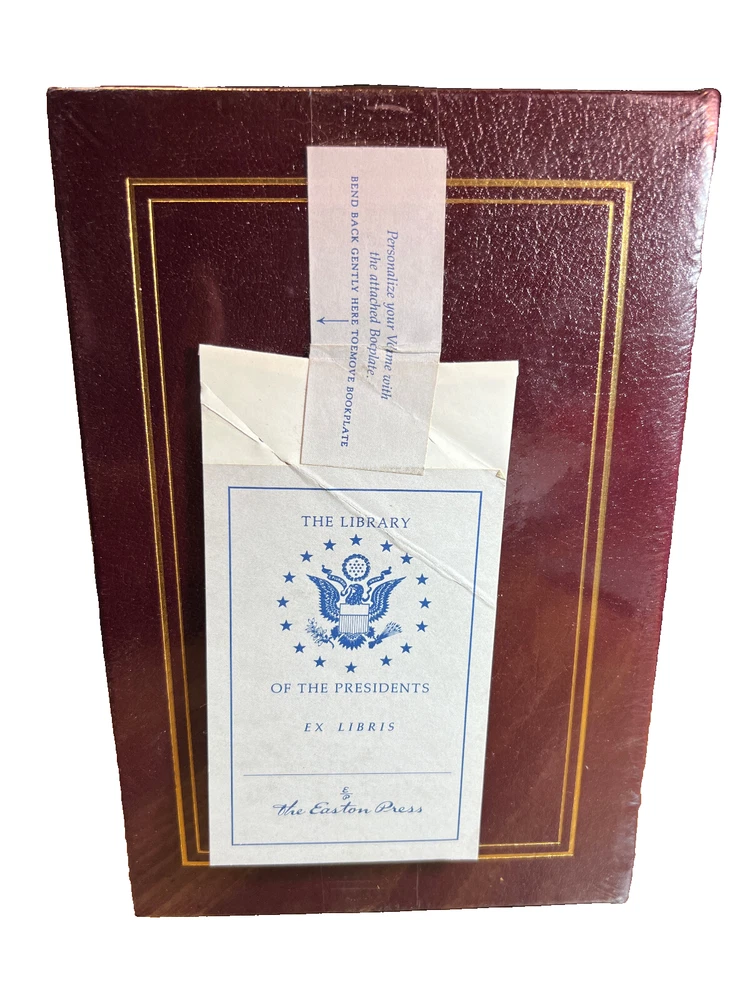 Personalize your Volume with
the attached Bookplate.
BEND BACK GENTLY HERE TO REMOVE BOOKPLATE
THE LIBRARY
OF THE PRESIDENTS
EX LIBRIS
E/P
the Easton Press